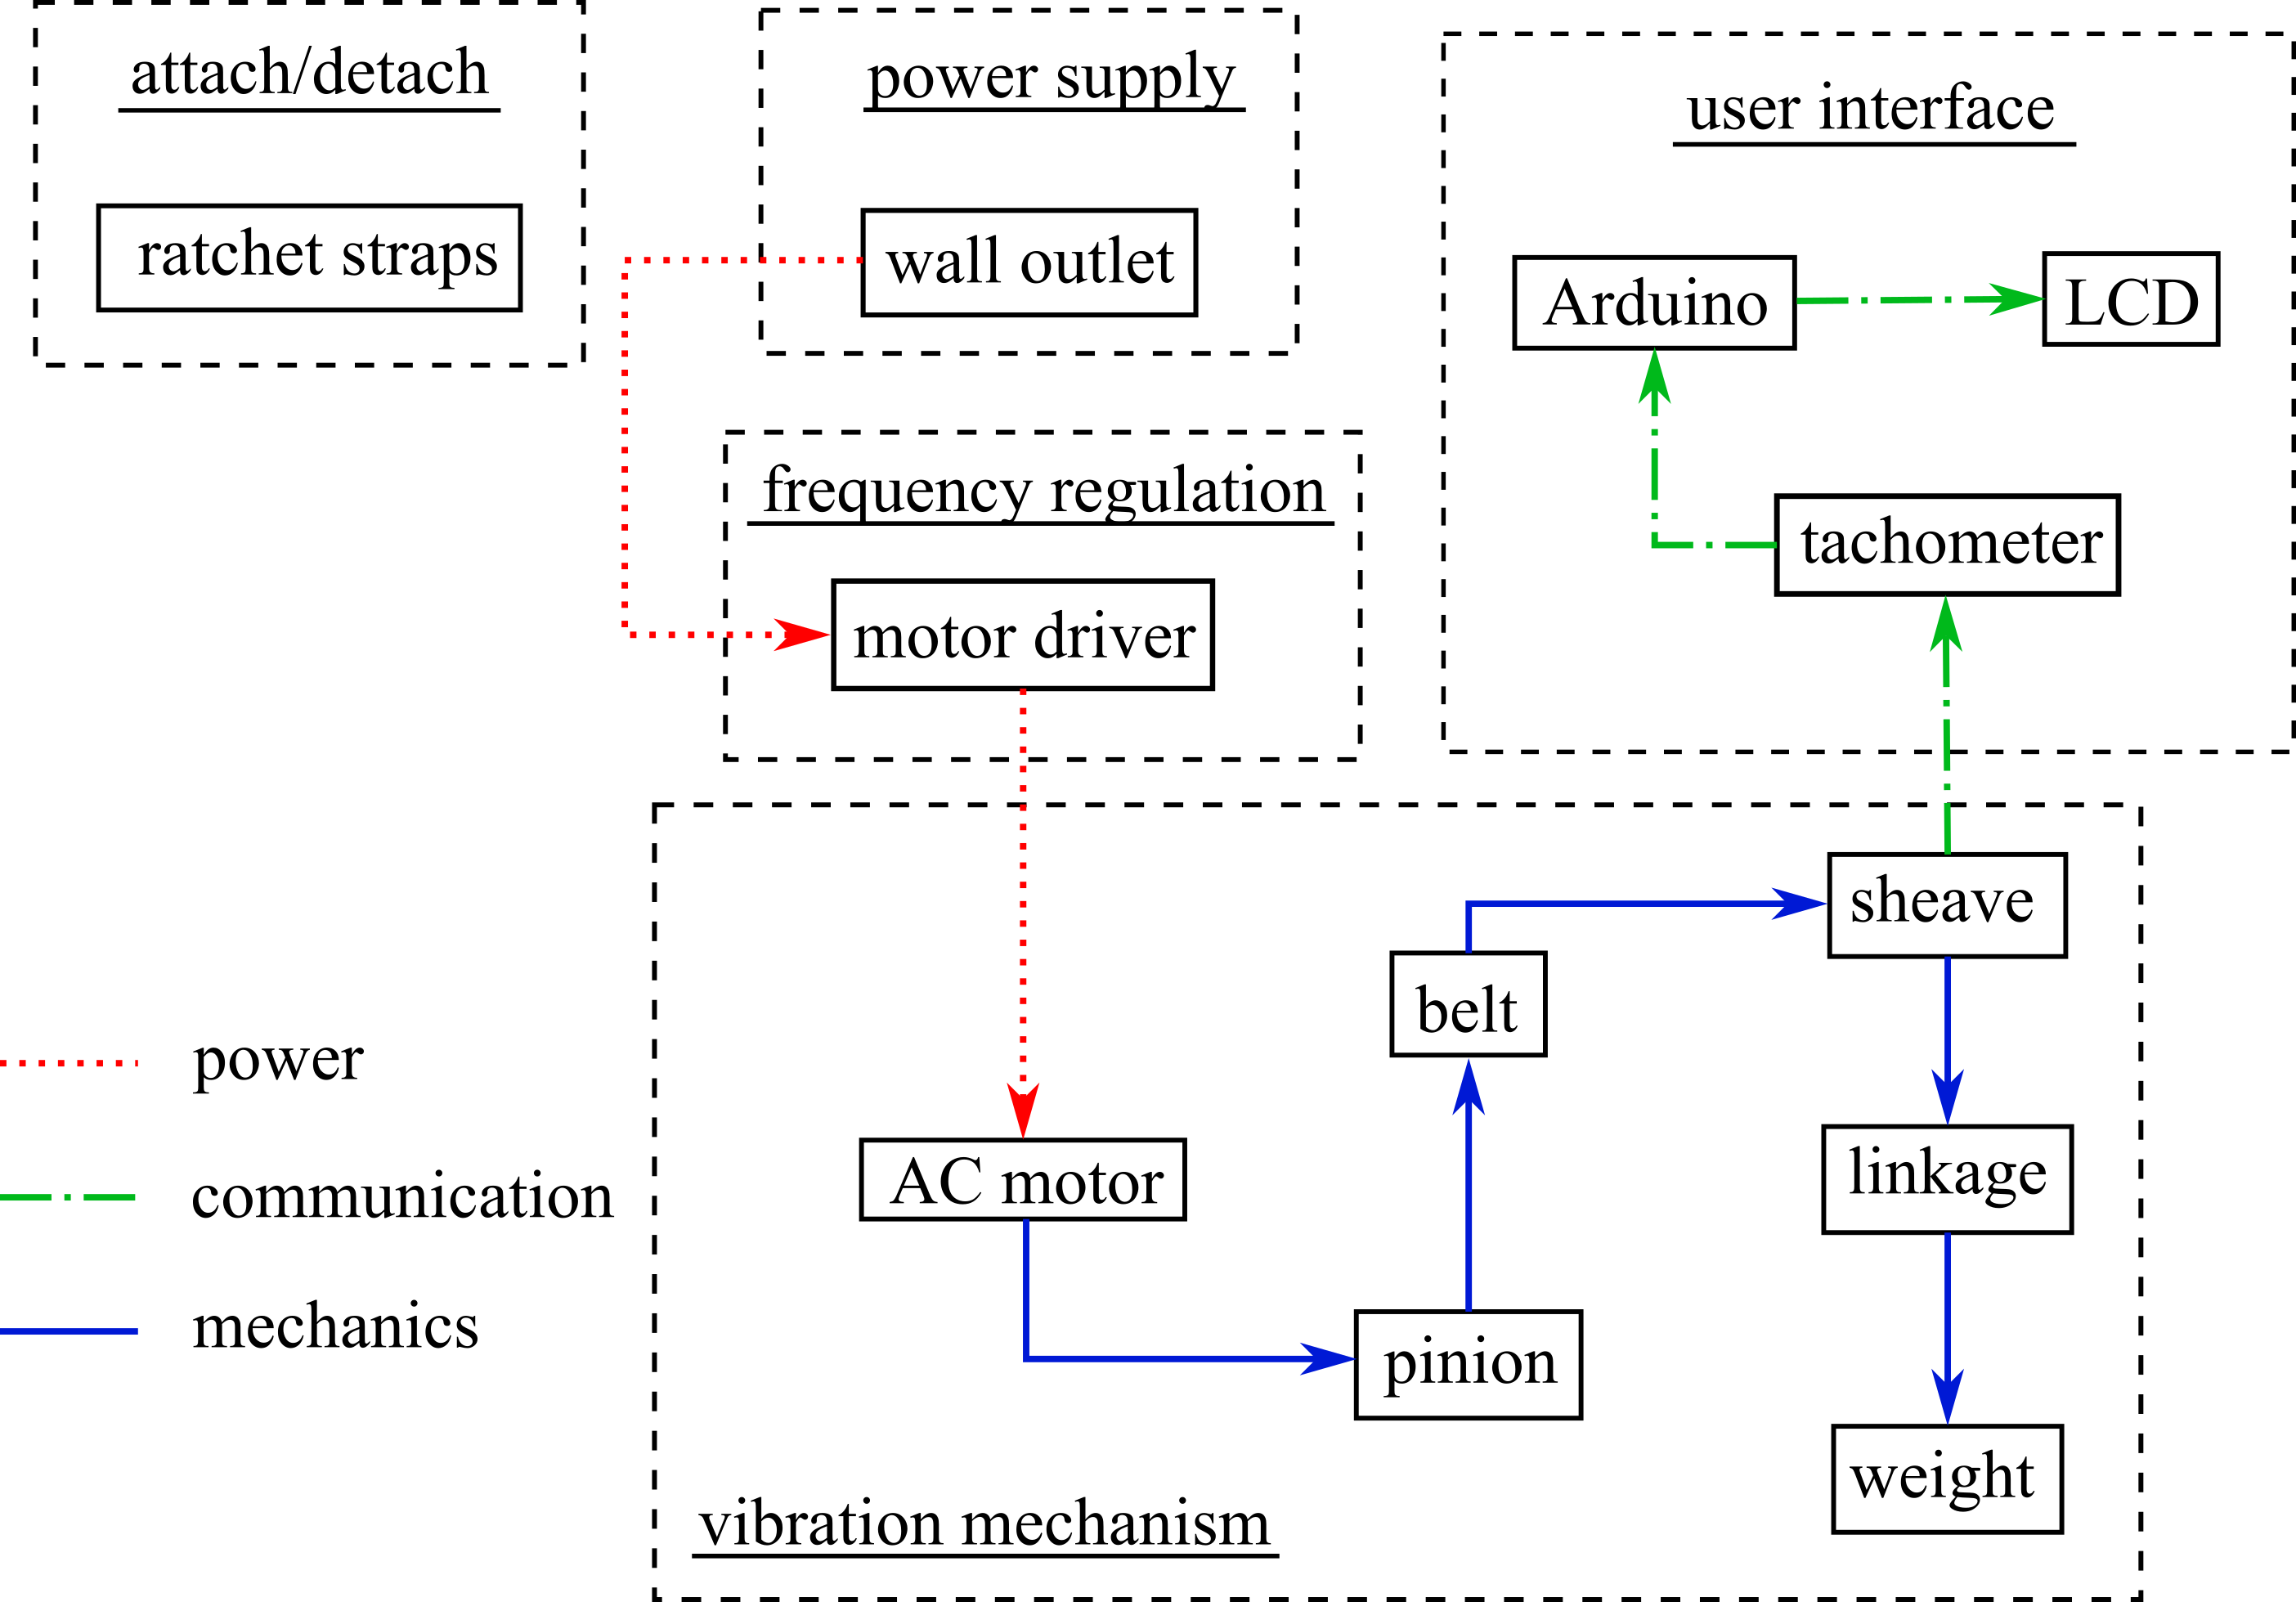 attach/detach
ratchet straps
power supply
wall outlet
user interface
Arduino
LCD
tachometer
frequency regulation
motor driver
sheave
belt
linkage
AC motor
pinion
weight
vibration mechanism
power
communication
mechanics